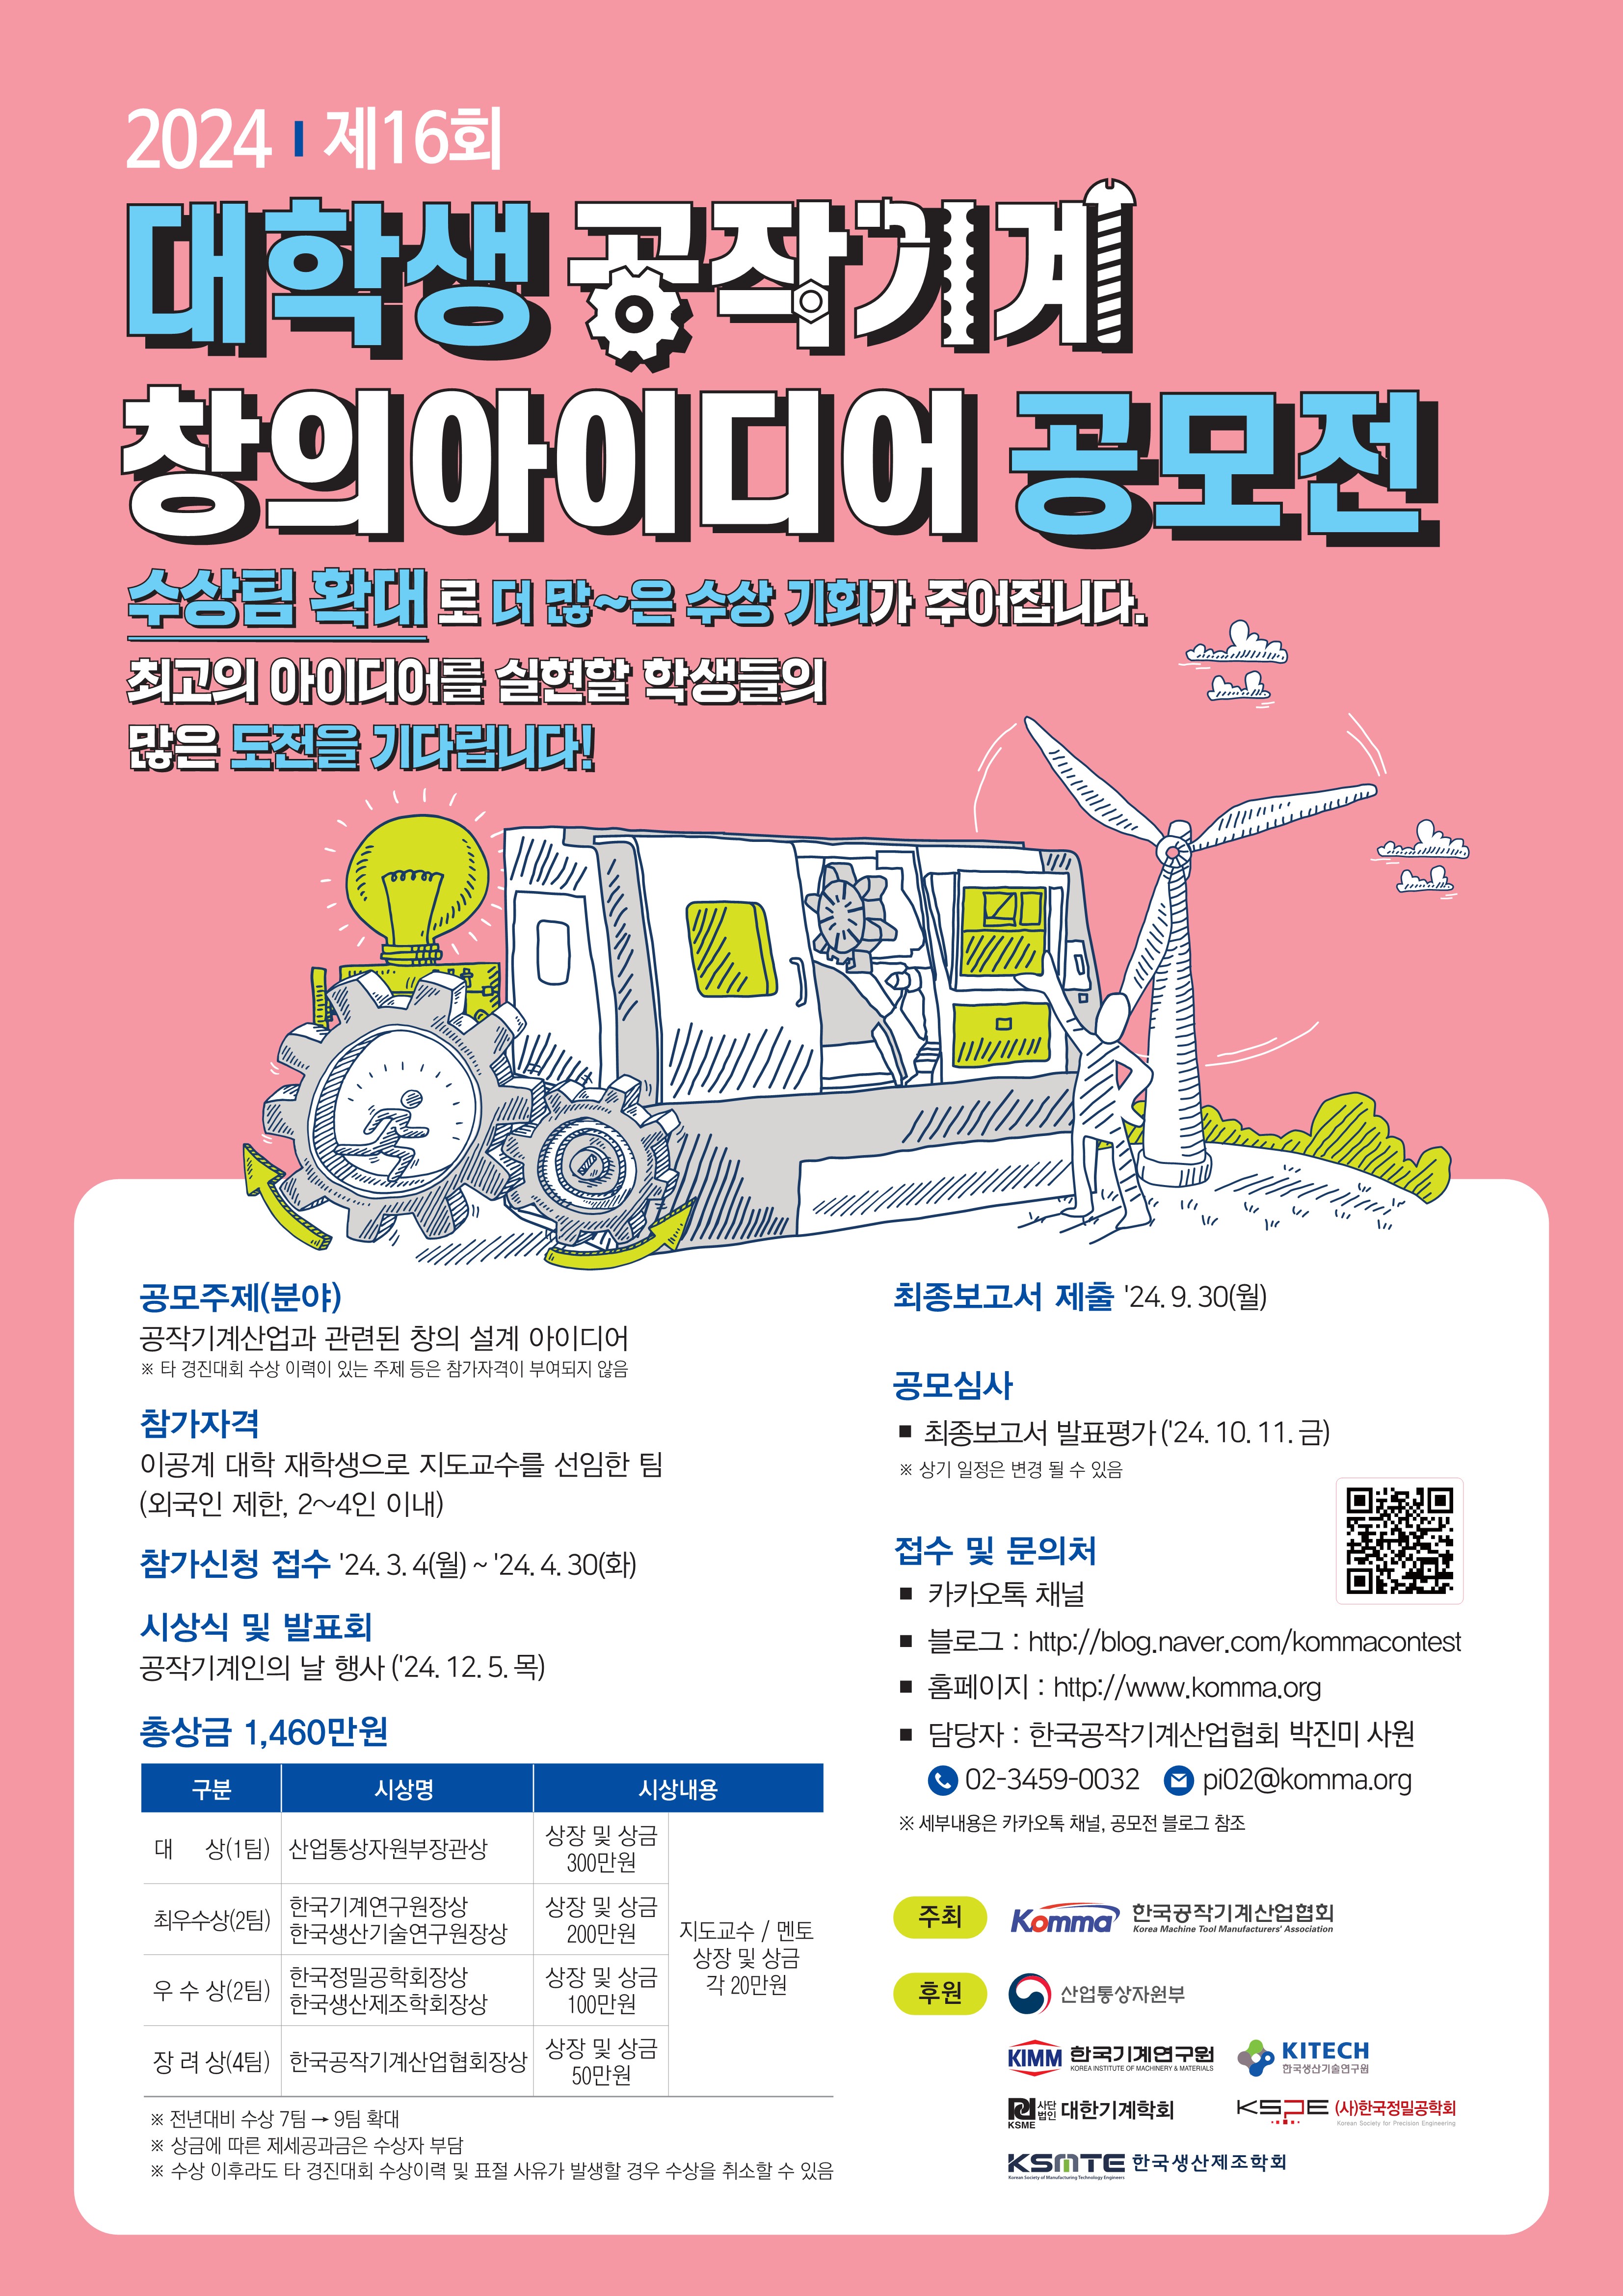 2024 제16회
대학생 공작기계
창의아이디어 공모전
수상팀 확대로 더 많~은 수상 기회가 주어집니다.
최고의 아이디어를 실현할 학생들의
많은 도전을 기다립니다!
공모주제(분야)
공작기계산업과 관련된 창의 설계 아이디어
※ 타 경진대회 수상 이력이 있는 주제 등은 참가자격이 부여되지 않음
참가자격
이공계 대학 재학생으로 지도교수를 선임한 팀
(외국인 제한, 2~4인 이내)
참가신청 접수 '24. 3. 4(월) ~ '24. 4. 30(화)
시상식 및 발표회
공작기계인의 날 행사 ('24. 12. 5. 목)
총상금 1,460만원
구분 시상명 시상내용
대 상(1팀) 산업통상자원부장관상 상장 및 상금
300만원
최우수상(2팀) 한국기계연구원장상
한국생산기술연구원장상
상장 및 상금
200만원
우 수 상(2팀) 한국정밀공학회장상
한국생산제조학회장상
상장 및 상금
100만원
장 려 상(4팀) 한국공작기계산업협회장상 상장 및 상금
50만원
지도교수 / 멘토
상장 및 상금
각 20만원
※ 전년대비 수상 7팀 → 9팀 확대
※ 상금에 따른 제세공과금은 수상자 부담
※ 수상 이후라도 타 경진대회 수상이력 및 표절 사유가 발생할 경우 수상을 취소할 수 있음
최종보고서 제출 '24. 9. 30(월)
공모심사
■ 최종보고서 발표평가 ('24. 10. 11. 금)
※ 상기 일정은 변경 될 수 있음
접수 및 문의처
■ 카카오톡 채널
■ 블로그 : http://blog.naver.com/kommacontest
■ 홈페이지 : http://www.komma.org
■ 담당자 : 한국공작기계산업협회 박진미 사원
02-3459-0032 pi02@komma.org
※ 세부내용은 카카오톡 채널, 공모전 블로그 참조
주최 Komma 한국공작기계산업협회
Korea Machine Tool Manufacturers' Association
후원 산업통상자원부
KIMM 한국기계연구원
KOREA INSTITUTE OF MACHINERY & MATERIALS
KITECH
한국생산기술연구원
KSME 사단법인 대한기계학회
KSPE (사)한국정밀공학회
Korean Society for Precision Engineering
KSMTE 한국생산제조학회
Korean Society of Manufacturing Technology Engineers